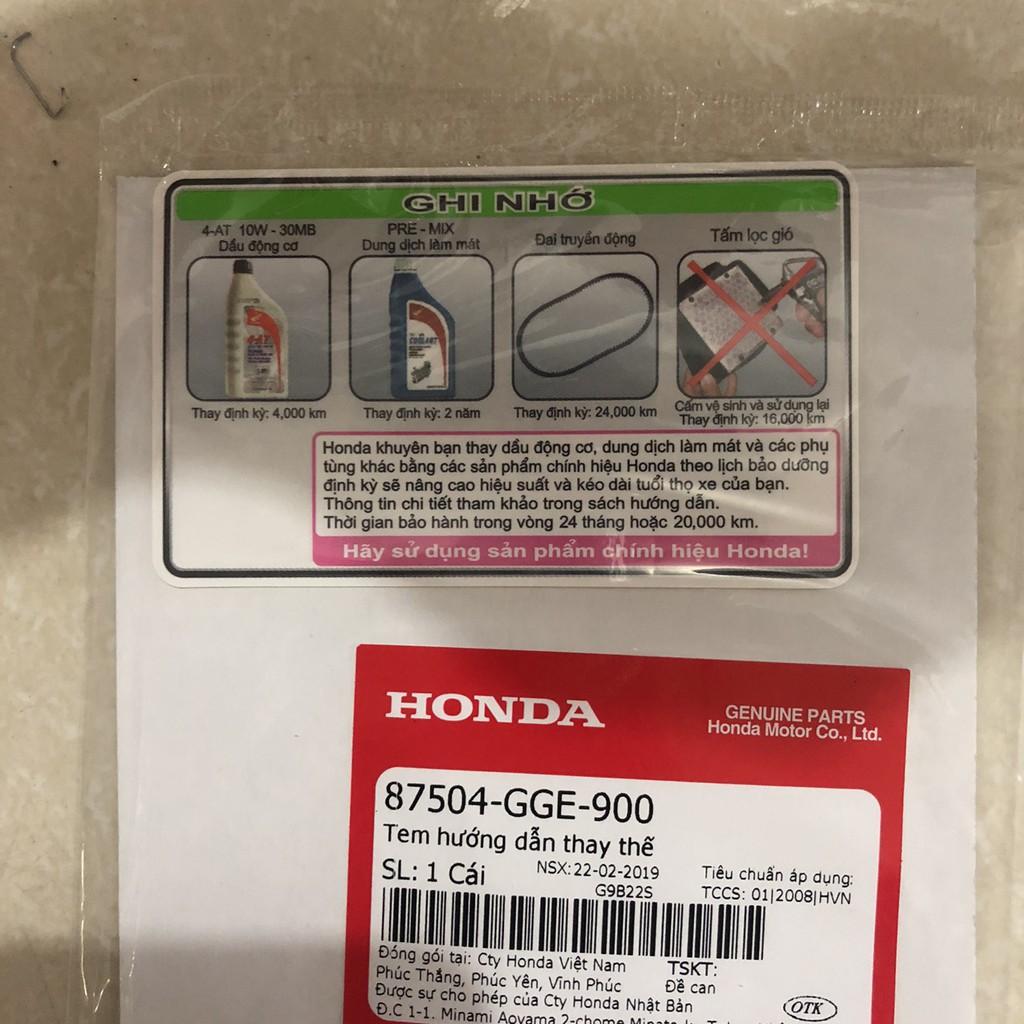 GHI NHỚ
4-AT 10W - 30MB
Dầu động cơ
PRE - MIX
Dung dịch làm mát
Đai truyền động
Tấm lọc gió
4-AT
COOLANT
Thay định kỳ: 4,000 km
Thay định kỳ: 2 năm
Thay định kỳ: 24,000 km
Cấm vệ sinh và sử dụng lại
Thay định kỳ: 16,000 km
Honda khuyên bạn thay dầu động cơ, dung dịch làm mát và các phụ
tùng khác bằng các sản phẩm chính hiệu Honda theo lịch bảo dưỡng
định kỳ sẽ nâng cao hiệu suất và kéo dài tuổi thọ xe của bạn.
Thông tin chi tiết tham khảo trong sách hướng dẫn.
Thời gian bảo hành trong vòng 24 tháng hoặc 20,000 km.
Hãy sử dụng sản phẩm chính hiệu Honda!
HONDA
GENUINE PARTS
Honda Motor Co., Ltd.
87504-GGE-900
Tem hướng dẫn thay thế
SL: 1 Cái
NSX: 22-02-2019
G9B22S
Tiêu chuẩn áp dụng:
TCCS: 01|2008|HVN
Đóng gói tại: Cty Honda Việt Nam
Phúc Thắng, Phúc Yên, Vĩnh Phúc
TSKT:
Đề can
Được sự cho phép của Cty Honda Nhật Bản
Đ.C 1-1. Minami Aoyama 2-chome
OTK